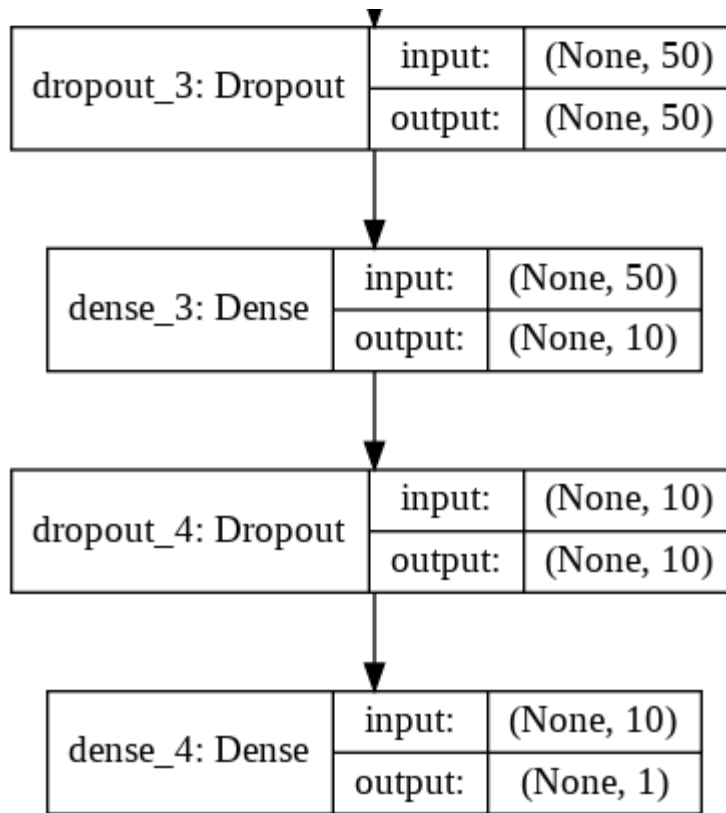 dropout_3: Dropout
input: (None, 50)
output: (None, 50)
dense_3: Dense
input: (None, 50)
output: (None, 10)
dropout_4: Dropout
input: (None, 10)
output: (None, 10)
dense_4: Dense
input: (None, 10)
output: (None, 1)